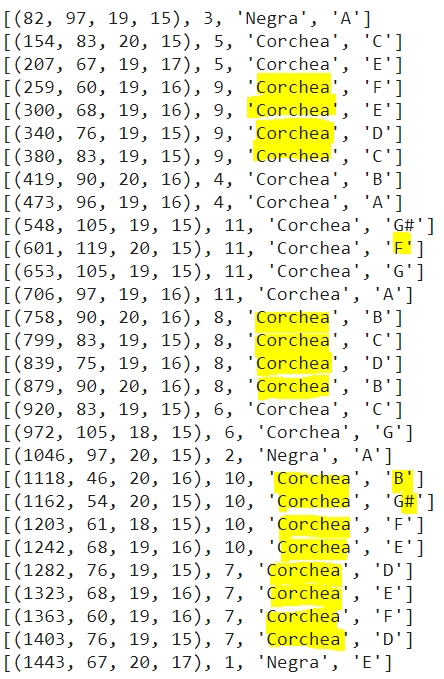 [(82, 97, 19, 15), 3, 'Negra', 'A']
[(154, 83, 20, 15), 5, 'Corchea', 'C']
[(207, 67, 19, 17), 5, 'Corchea', 'E']
[(259, 60, 19, 16), 9, 'Corchea', 'F']
[(300, 68, 19, 16), 9, 'Corchea', 'E']
[(340, 76, 19, 15), 9, 'Corchea', 'D']
[(380, 83, 19, 15), 9, 'Corchea', 'C']
[(419, 90, 20, 16), 4, 'Corchea', 'B']
[(473, 96, 19, 16), 4, 'Corchea', 'A']
[(548, 105, 19, 15), 11, 'Corchea', 'G#']
[(601, 119, 20, 15), 11, 'Corchea', 'F']
[(653, 105, 19, 15), 11, 'Corchea', 'G']
[(706, 97, 19, 16), 11, 'Corchea', 'A']
[(758, 90, 20, 16), 8, 'Corchea', 'B']
[(799, 83, 19, 15), 8, 'Corchea', 'C']
[(839, 75, 19, 16), 8, 'Corchea', 'D']
[(879, 90, 20, 16), 8, 'Corchea', 'B']
[(920, 83, 19, 15), 6, 'Corchea', 'C']
[(972, 105, 18, 15), 6, 'Corchea', 'G']
[(1046, 97, 20, 15), 2, 'Negra', 'A']
[(1118, 46, 20, 16), 10, 'Corchea', 'B']
[(1162, 54, 20, 15), 10, 'Corchea', 'G#']
[(1203, 61, 18, 15), 10, 'Corchea', 'F']
[(1242, 68, 19, 16), 10, 'Corchea', 'E']
[(1282, 76, 19, 15), 7, 'Corchea', 'D']
[(1323, 68, 19, 16), 7, 'Corchea', 'E']
[(1363, 60, 19, 16), 7, 'Corchea', 'F']
[(1403, 76, 19, 15), 7, 'Corchea', 'D']
[(1443, 67, 20, 17), 1, 'Negra', 'E']